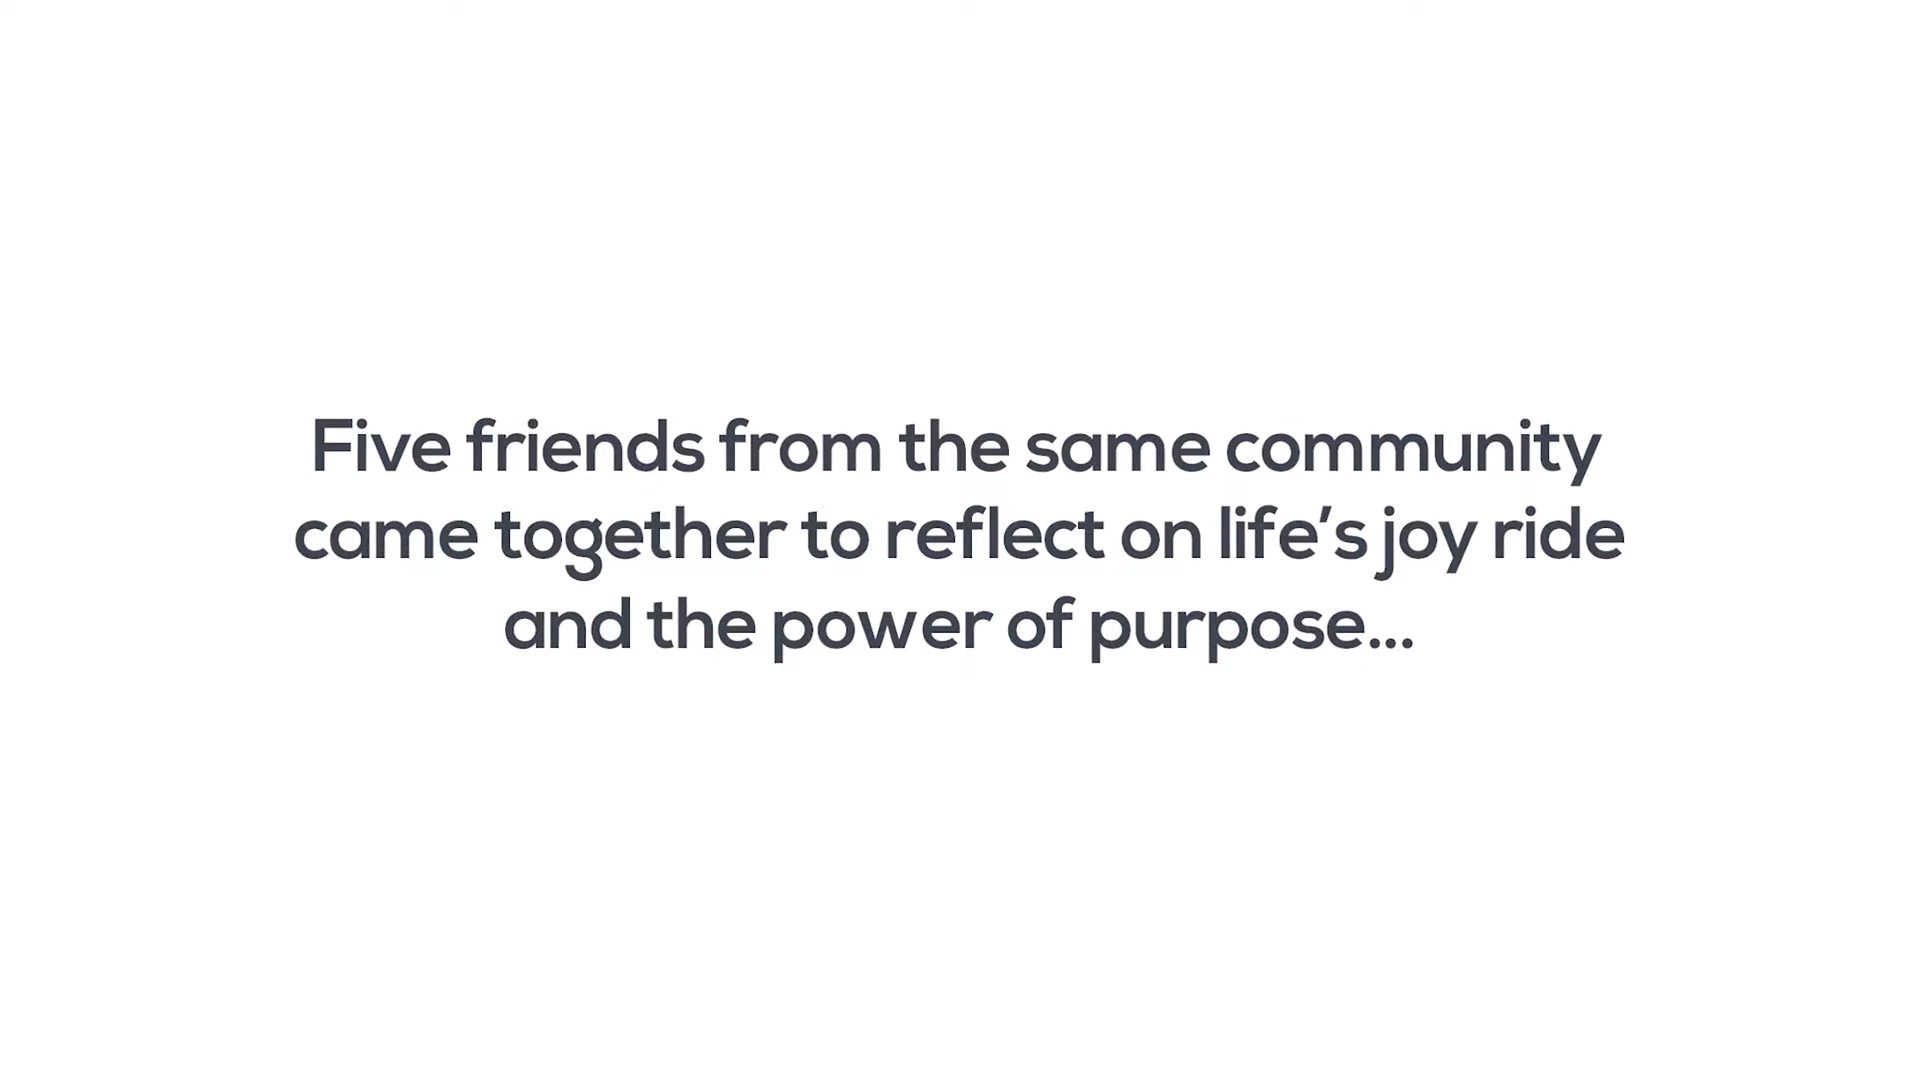 Five friends from the same community
came together to reflect on life’s joy ride
and the power of purpose...